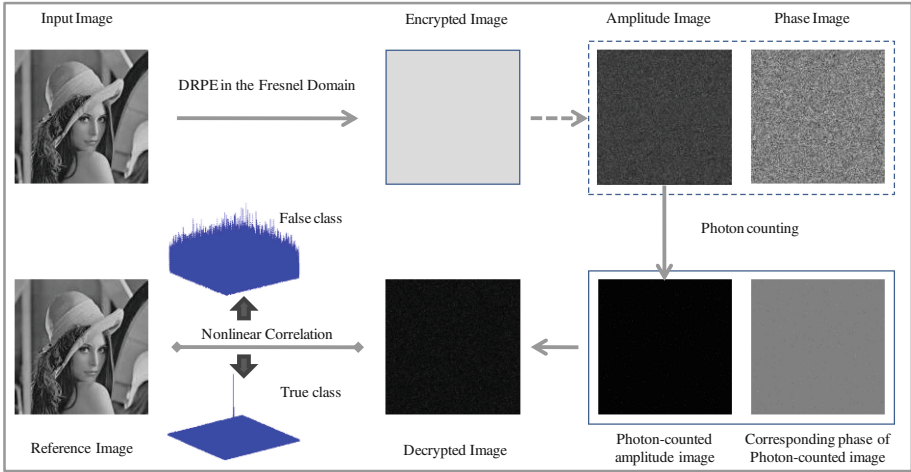 Input Image
Encrypted Image
Amplitude Image
Phase Image
DRPE in the Fresnel Domain
False class
Photon counting
Nonlinear Correlation
True class
Reference Image
Decrypted Image
Photon-counted
amplitude image
Corresponding phase of
Photon-counted image